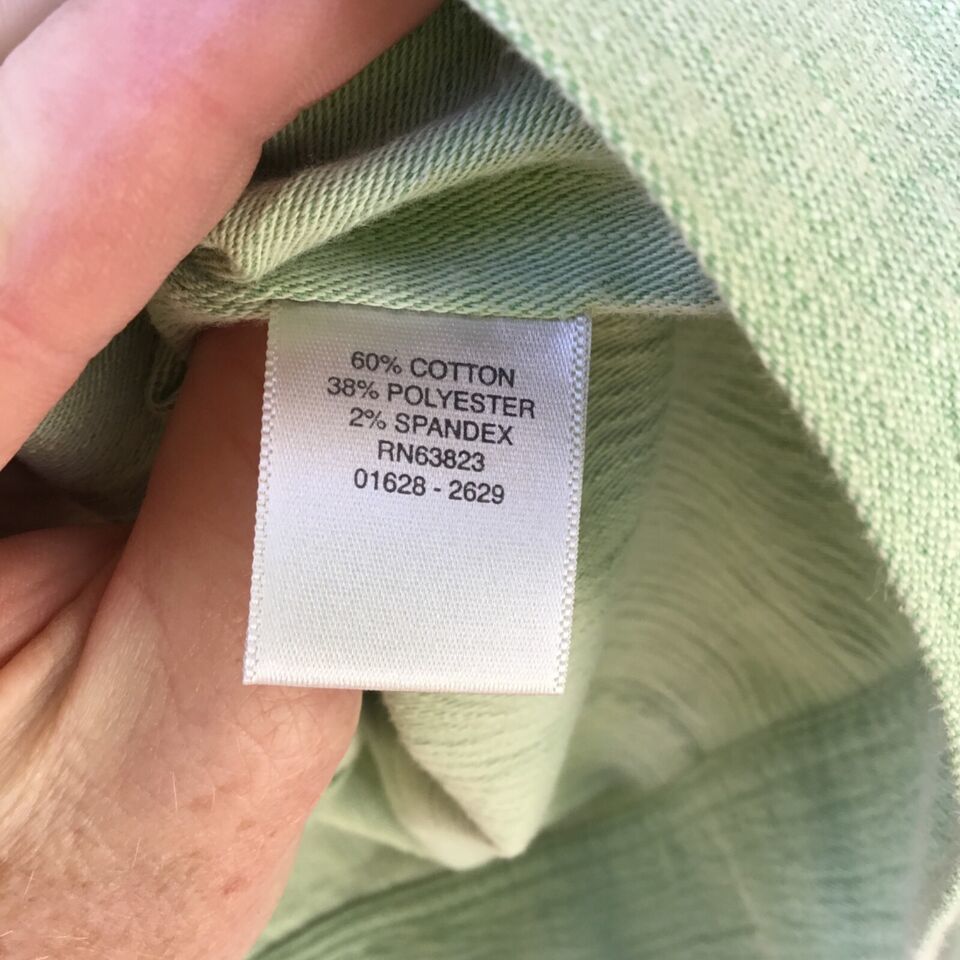 60% COTTON
38% POLYESTER
2% SPANDEX
RN63823
01628 - 2629